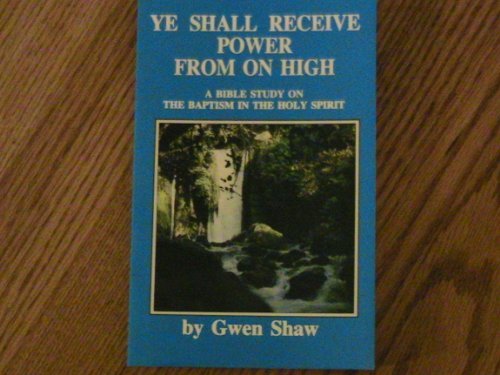 YE SHALL RECEIVE
POWER
FROM ON HIGH
A BIBLE STUDY ON
THE BAPTISM IN THE HOLY SPIRIT
by Gwen Shaw